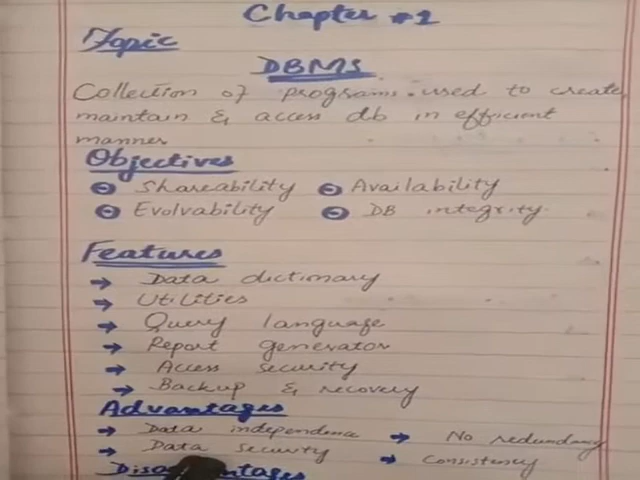 Chapter #1
Topic
DBMS
Collection of programs used to create,
maintain & access db in efficient
manner
Objectives
Shareability Availability
Evolvability DB integrity.
Features
→ Data dictionary
→ Utilities
→ Query language
→ Report generator
→ Access security
→ Backup & recovery
Advantages
→ Data independence → No redundancy
→ Data security → Consistency
Disadvantages